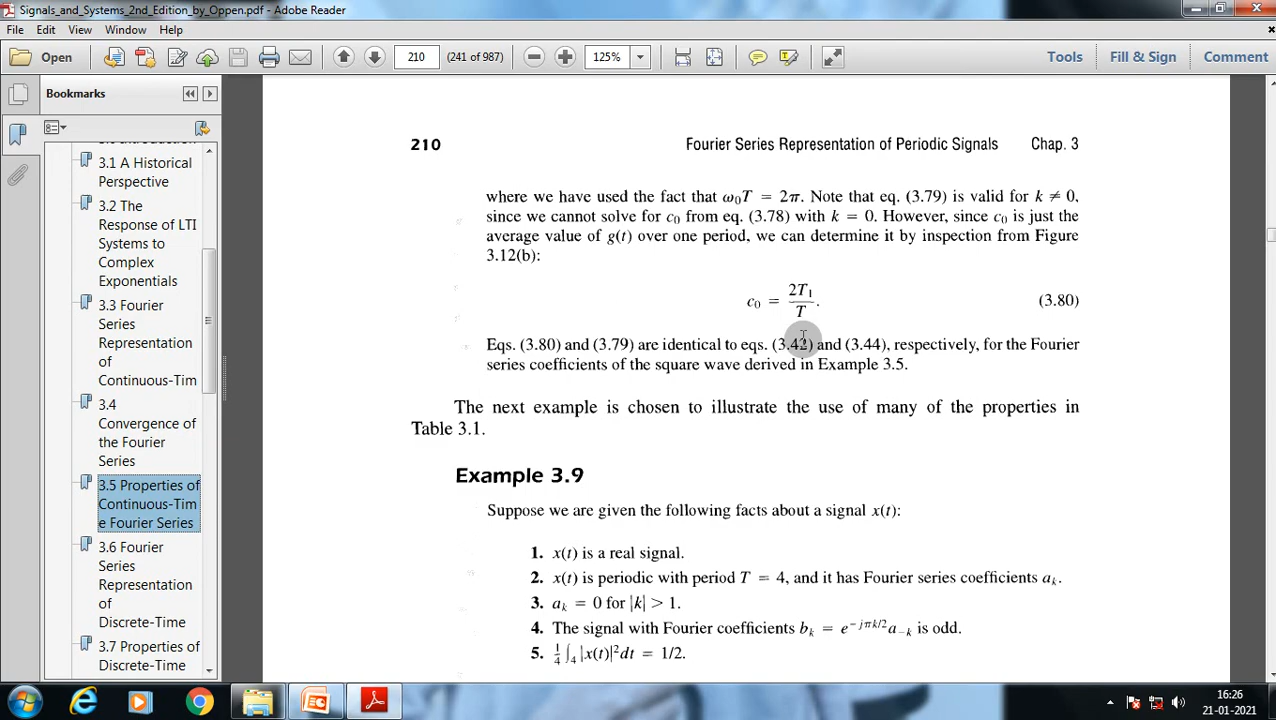 Signals_and_Systems_2nd_Edition_by_Oppen.pdf - Adobe Reader
File Edit View Window Help
Open 210 (241 of 987) 125% Tools Fill & Sign Comment
Bookmarks
3.1 A Historical
Perspective
3.2 The
Response of LTI
Systems to
Complex
Exponentials
3.3 Fourier
Series
Representation
of
Continuous-Tim
3.4
Convergence of
the Fourier
Series
3.5 Properties of
Continuous-Tim
e Fourier Series
3.6 Fourier
Series
Representation
of
Discrete-Time
3.7 Properties of
Discrete-Time
210 Fourier Series Representation of Periodic Signals Chap. 3
where we have used the fact that ω₀T = 2π. Note that eq. (3.79) is valid for k ≠ 0,
since we cannot solve for c₀ from eq. (3.78) with k = 0. However, since c₀ is just the
average value of g(t) over one period, we can determine it by inspection from Figure
3.12(b):
c₀ = 2T₁/T. (3.80)
Eqs. (3.80) and (3.79) are identical to eqs. (3.42) and (3.44), respectively, for the Fourier
series coefficients of the square wave derived in Example 3.5.
The next example is chosen to illustrate the use of many of the properties in
Table 3.1.
Example 3.9
Suppose we are given the following facts about a signal x(t):
1. x(t) is a real signal.
2. x(t) is periodic with period T = 4, and it has Fourier series coefficients aₖ.
3. aₖ = 0 for |k| > 1.
4. The signal with Fourier coefficients bₖ = e^{-jπk/2}a₋ₖ is odd.
5. 1/4 ∫₄ |x(t)|²dt = 1/2.
16:26
21-01-2021